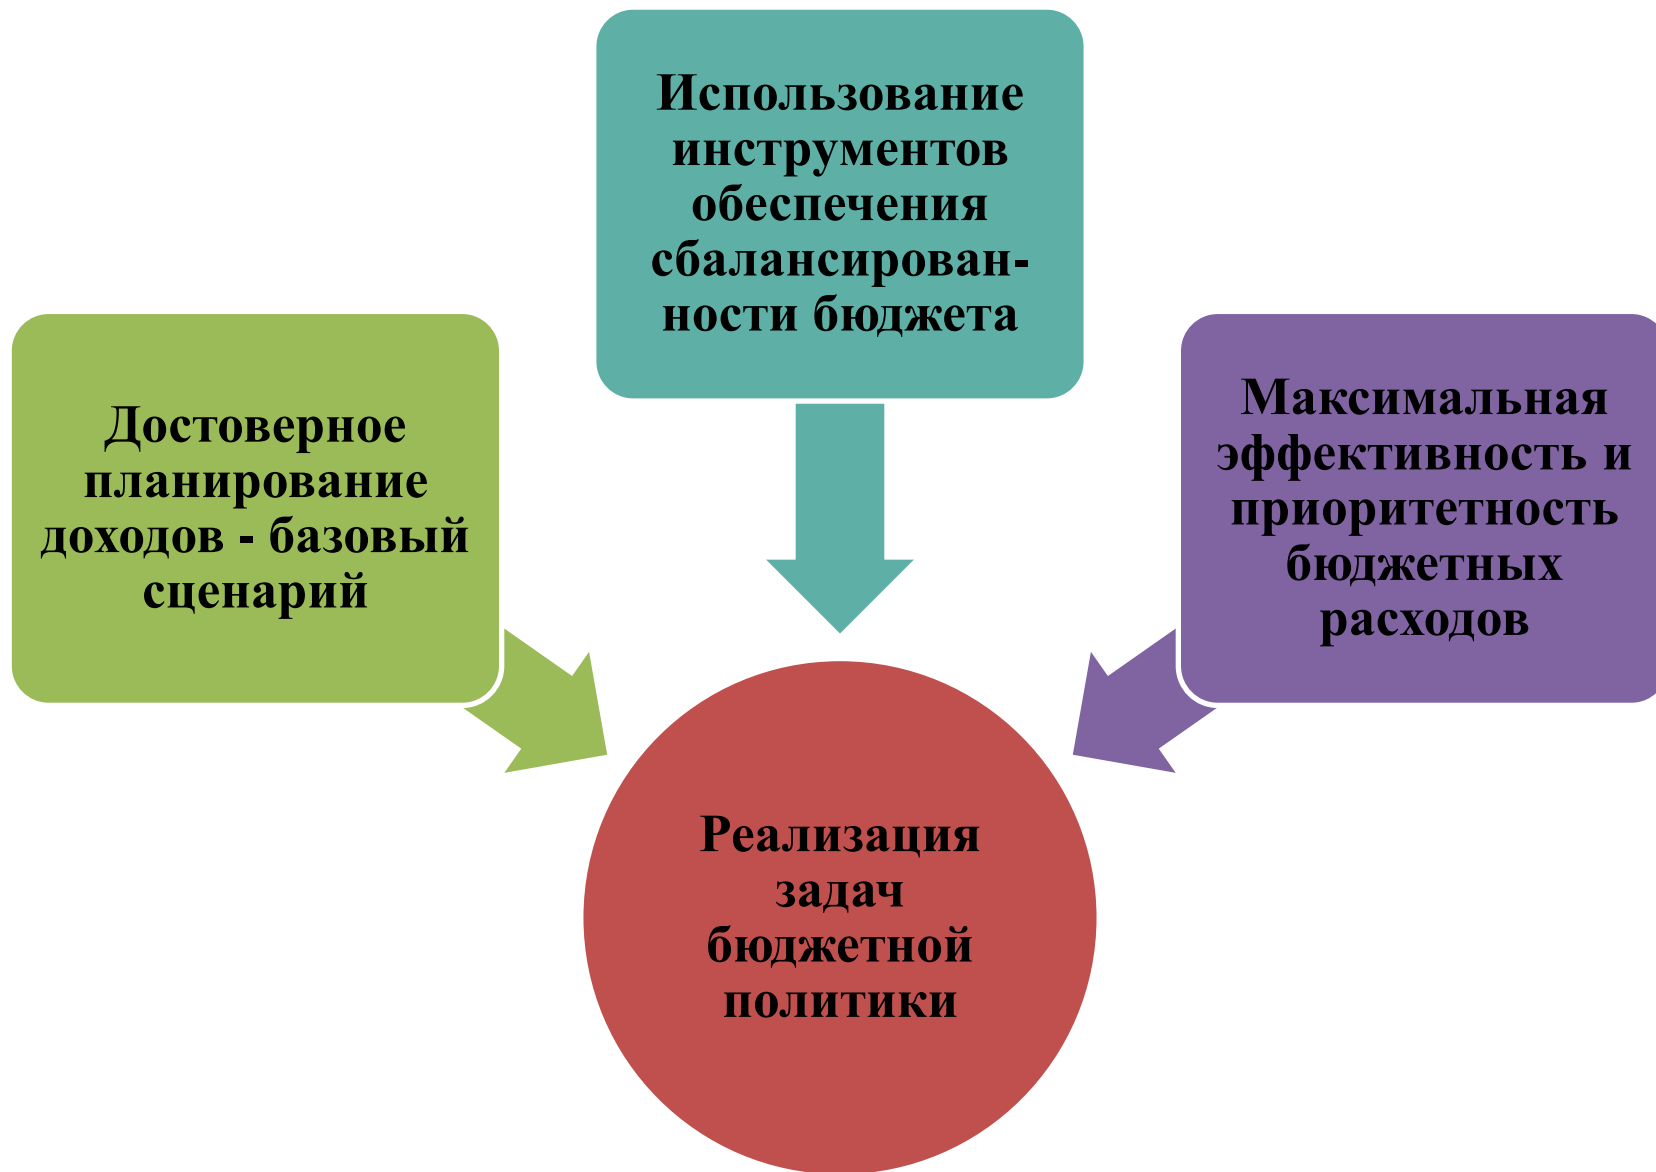 Использование
инструментов
обеспечения
сбалансирован-
ности бюджета
Достоверное
планирование
доходов - базовый
сценарий
Максимальная
эффективность и
приоритетность
бюджетных
расходов
Реализация
задач
бюджетной
политики